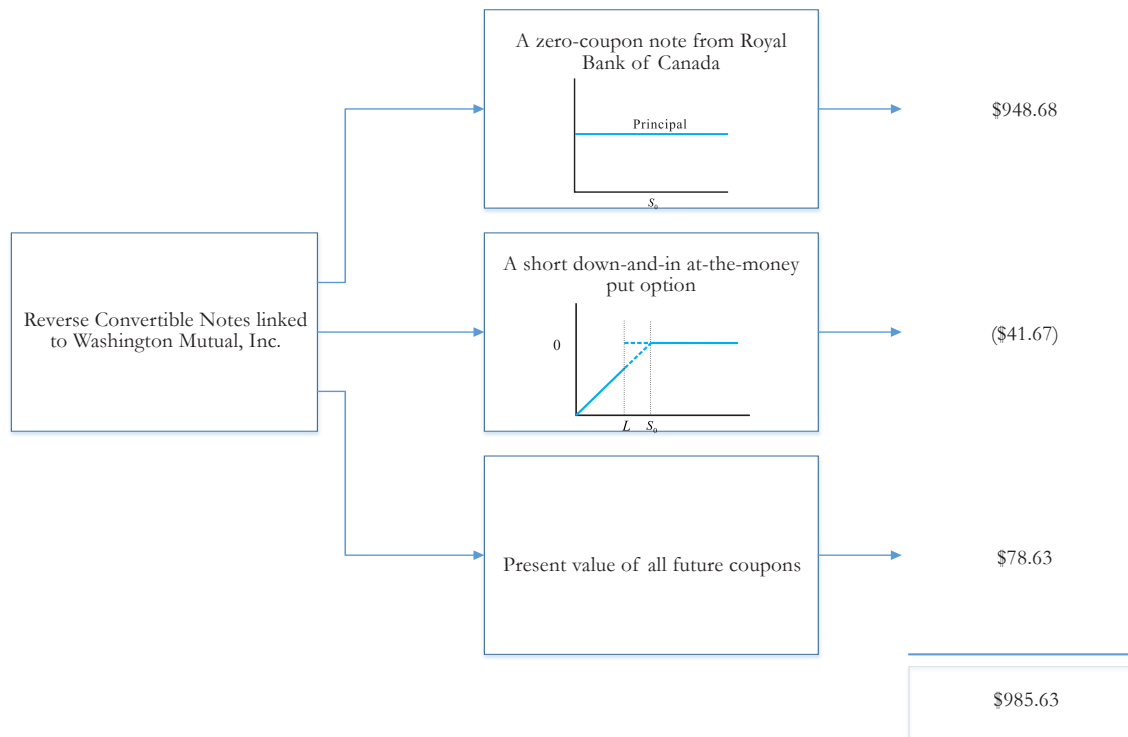 A zero-coupon note from Royal
Bank of Canada
Principal
S₀
$948.68
Reverse Convertible Notes linked
to Washington Mutual, Inc.
A short down-and-in at-the-money
put option
0
L S₀
($41.67)
Present value of all future coupons
$78.63
$985.63